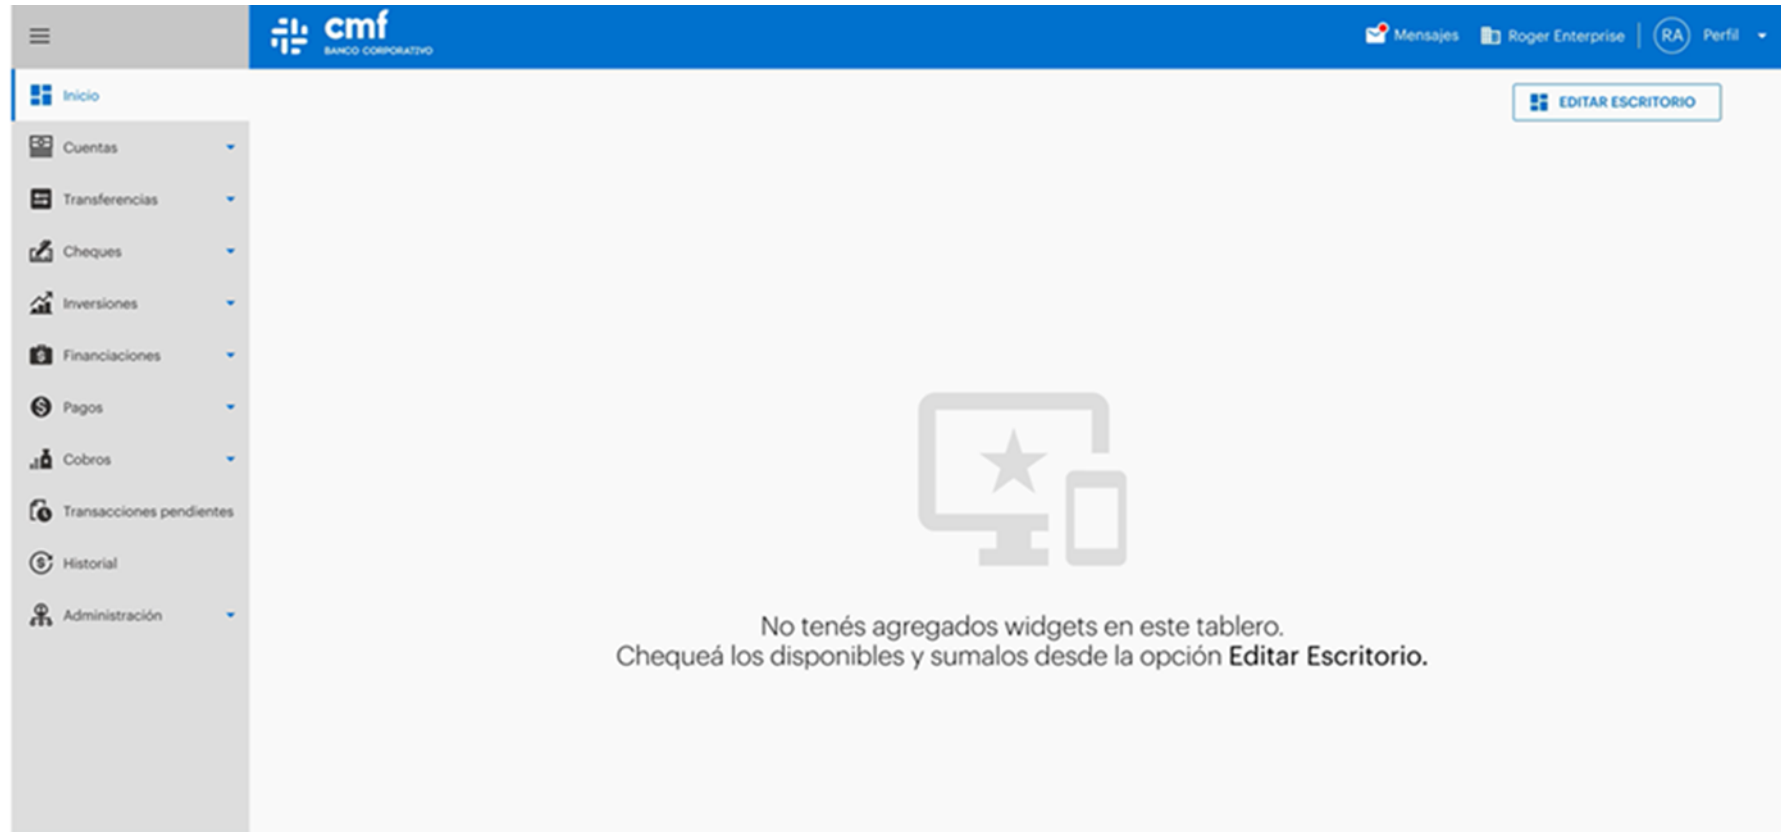 cmf
BANCO CORPORATIVO
Mensajes
Roger Enterprise
RA
Perfil
Inicio
EDITAR ESCRITORIO
Cuentas
Transferencias
Cheques
Inversiones
Financiaciones
Pagos
Cobros
Transacciones pendientes
Historial
Administración
No tenés agregados widgets en este tablero.
Chequeá los disponibles y sumalos desde la opción Editar Escritorio.